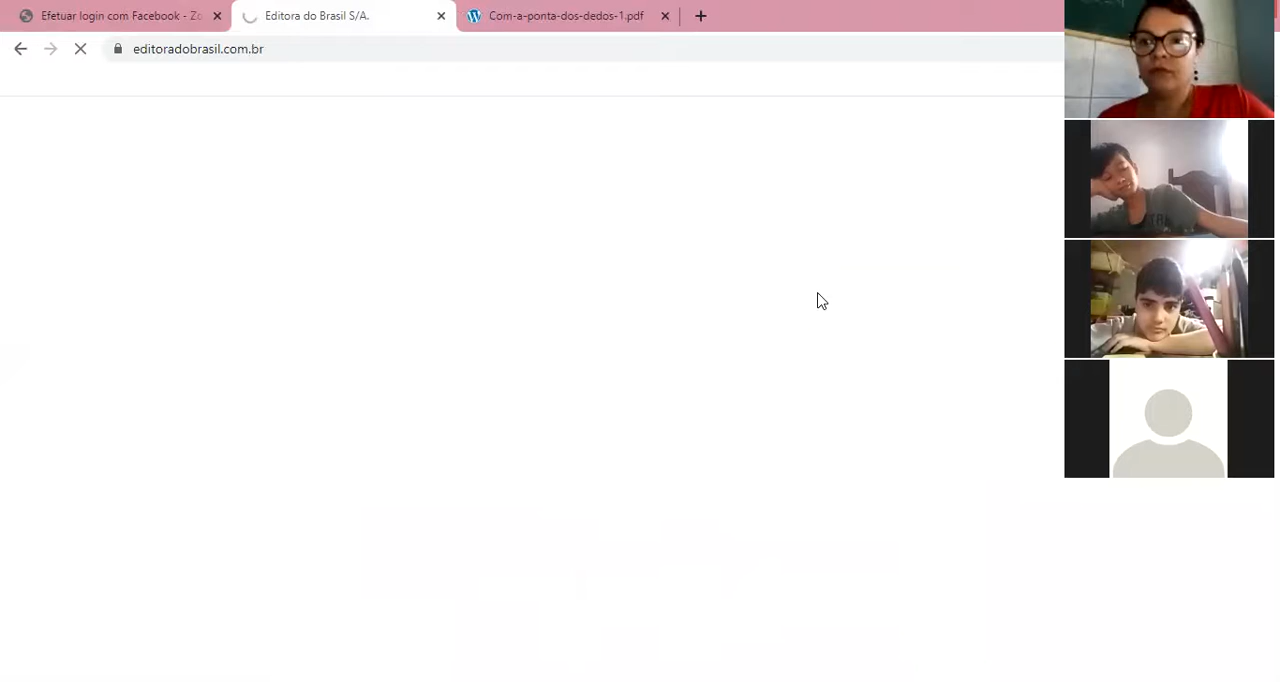 Efetuar login com Facebook - Zo
Editora do Brasil S/A.
Com-a-ponta-dos-dedos-1.pdf
editoradobrasil.com.br